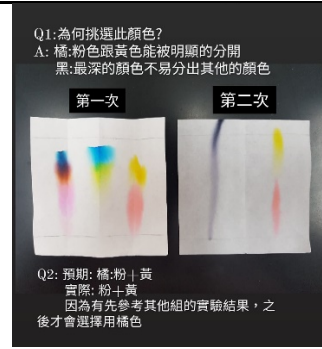 Q1:為何挑選此顏色?
A: 橘:粉色跟黃色能被明顯的分開
黑:最深的顏色不易分出其他的顏色
第一次
第二次
Q2: 預期: 橘:粉+黃
實際: 粉+黃
因為有先參考其他組的實驗結果，之
後才會選擇用橘色